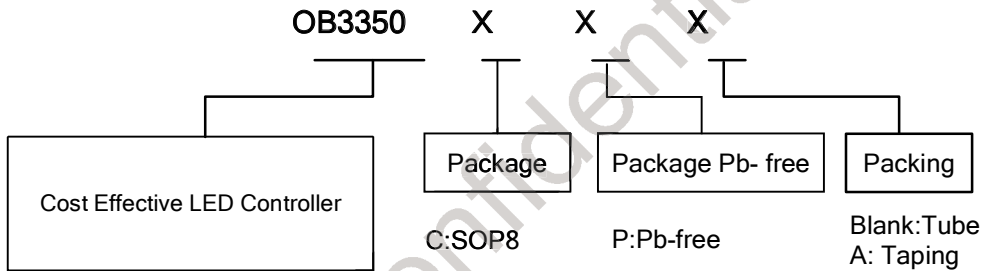 OB3350 X X X
Cost Effective LED Controller
Package
Package Pb- free
Packing
C:SOP8
P:Pb-free
Blank:Tube
A: Taping